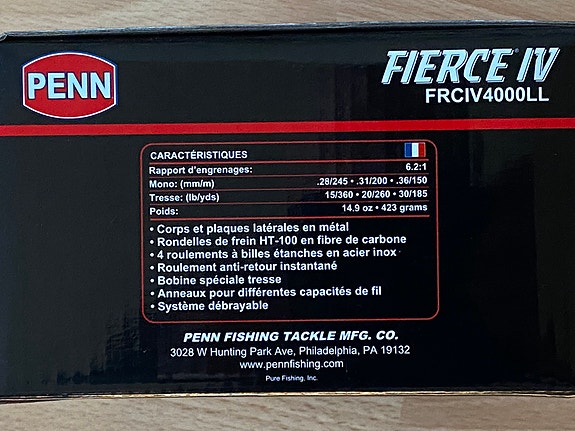 PENN
FIERCE IV
FRCIV4000LL
CARACTÉRISTIQUES
Rapport d'engrenages: 6.2:1
Mono: (mm/m) .28/245 • .31/200 • .36/150
Tresse: (lb/yds) 15/360 • 20/260 • 30/185
Poids: 14.9 oz • 423 grams
• Corps et plaques latérales en métal
• Rondelles de frein HT-100 en fibre de carbone
• 4 roulements à billes étanches en acier inox
• Roulement anti-retour instantané
• Bobine spéciale tresse
• Anneaux pour différentes capacités de fil
• Système débrayable
PENN FISHING TACKLE MFG. CO.
3028 W Hunting Park Ave, Philadelphia, PA 19132
www.pennfishing.com
Pure Fishing, Inc.